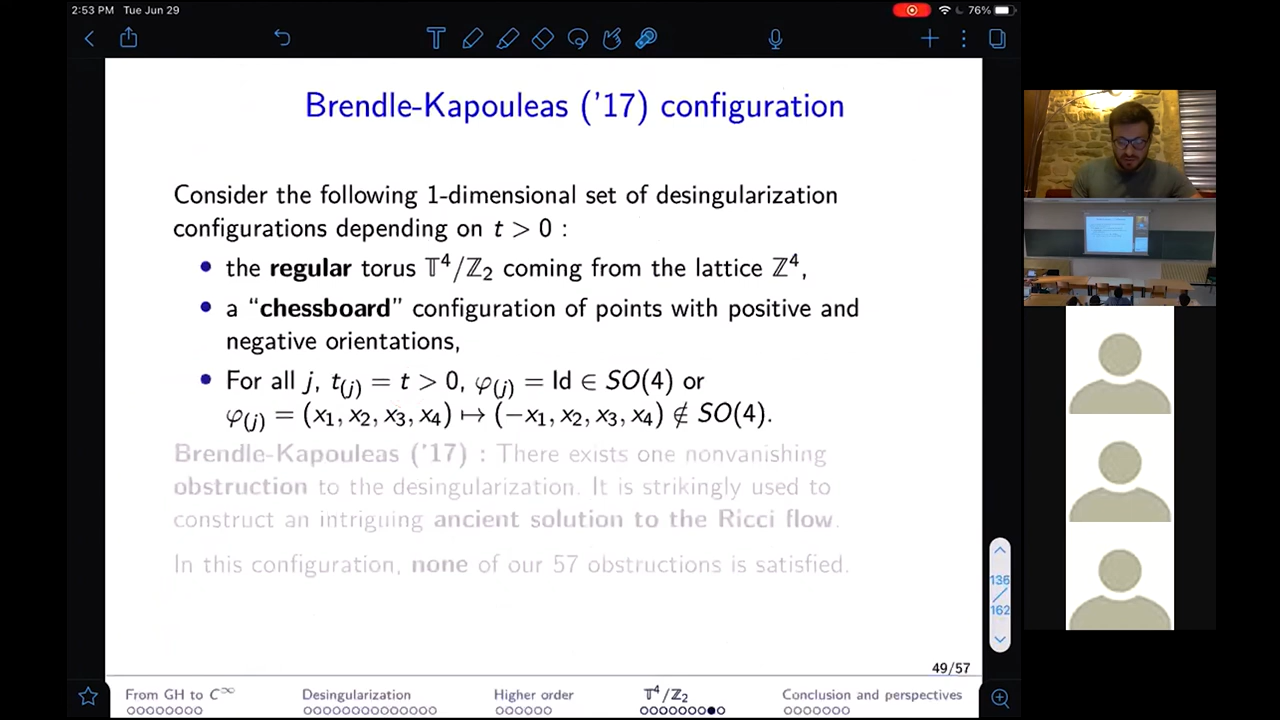 2:53 PM Tue Jun 29
76%
Brendle-Kapouleas ('17) configuration
Consider the following 1-dimensional set of desingularization
configurations depending on t > 0 :
• the regular torus 𝕋⁴/ℤ₂ coming from the lattice ℤ⁴,
• a “chessboard” configuration of points with positive and
negative orientations,
• For all j, t₍ⱼ₎ = t > 0, φ₍ⱼ₎ = Id ∈ SO(4) or
φ₍ⱼ₎ = (x₁, x₂, x₃, x₄) ↦ (−x₁, x₂, x₃, x₄) ∉ SO(4).
Brendle-Kapouleas ('17) : There exists one nonvanishing
obstruction to the desingularization. It is strikingly used to
construct an intriguing ancient solution to the Ricci flow.
In this configuration, none of our 57 obstructions is satisfied.
136
162
49/57
From GH to C^∞ Desingularization Higher order 𝕋⁴/ℤ₂ Conclusion and perspectives